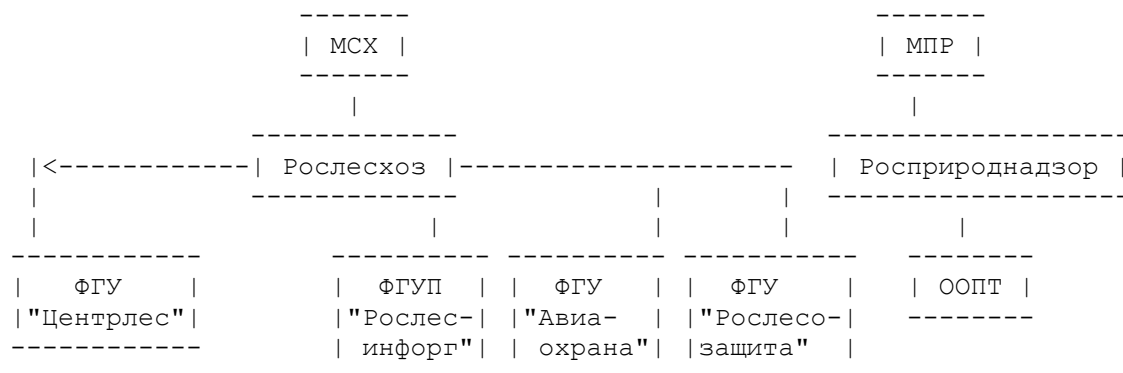 МСХ МПР
Рослесхоз Росприроднадзор
ФГУ ФГУП ФГУ ФГУ ООПТ
"Центрлес" "Рослес- "Авиа- "Рослесо-
инфорг" охрана" защита"